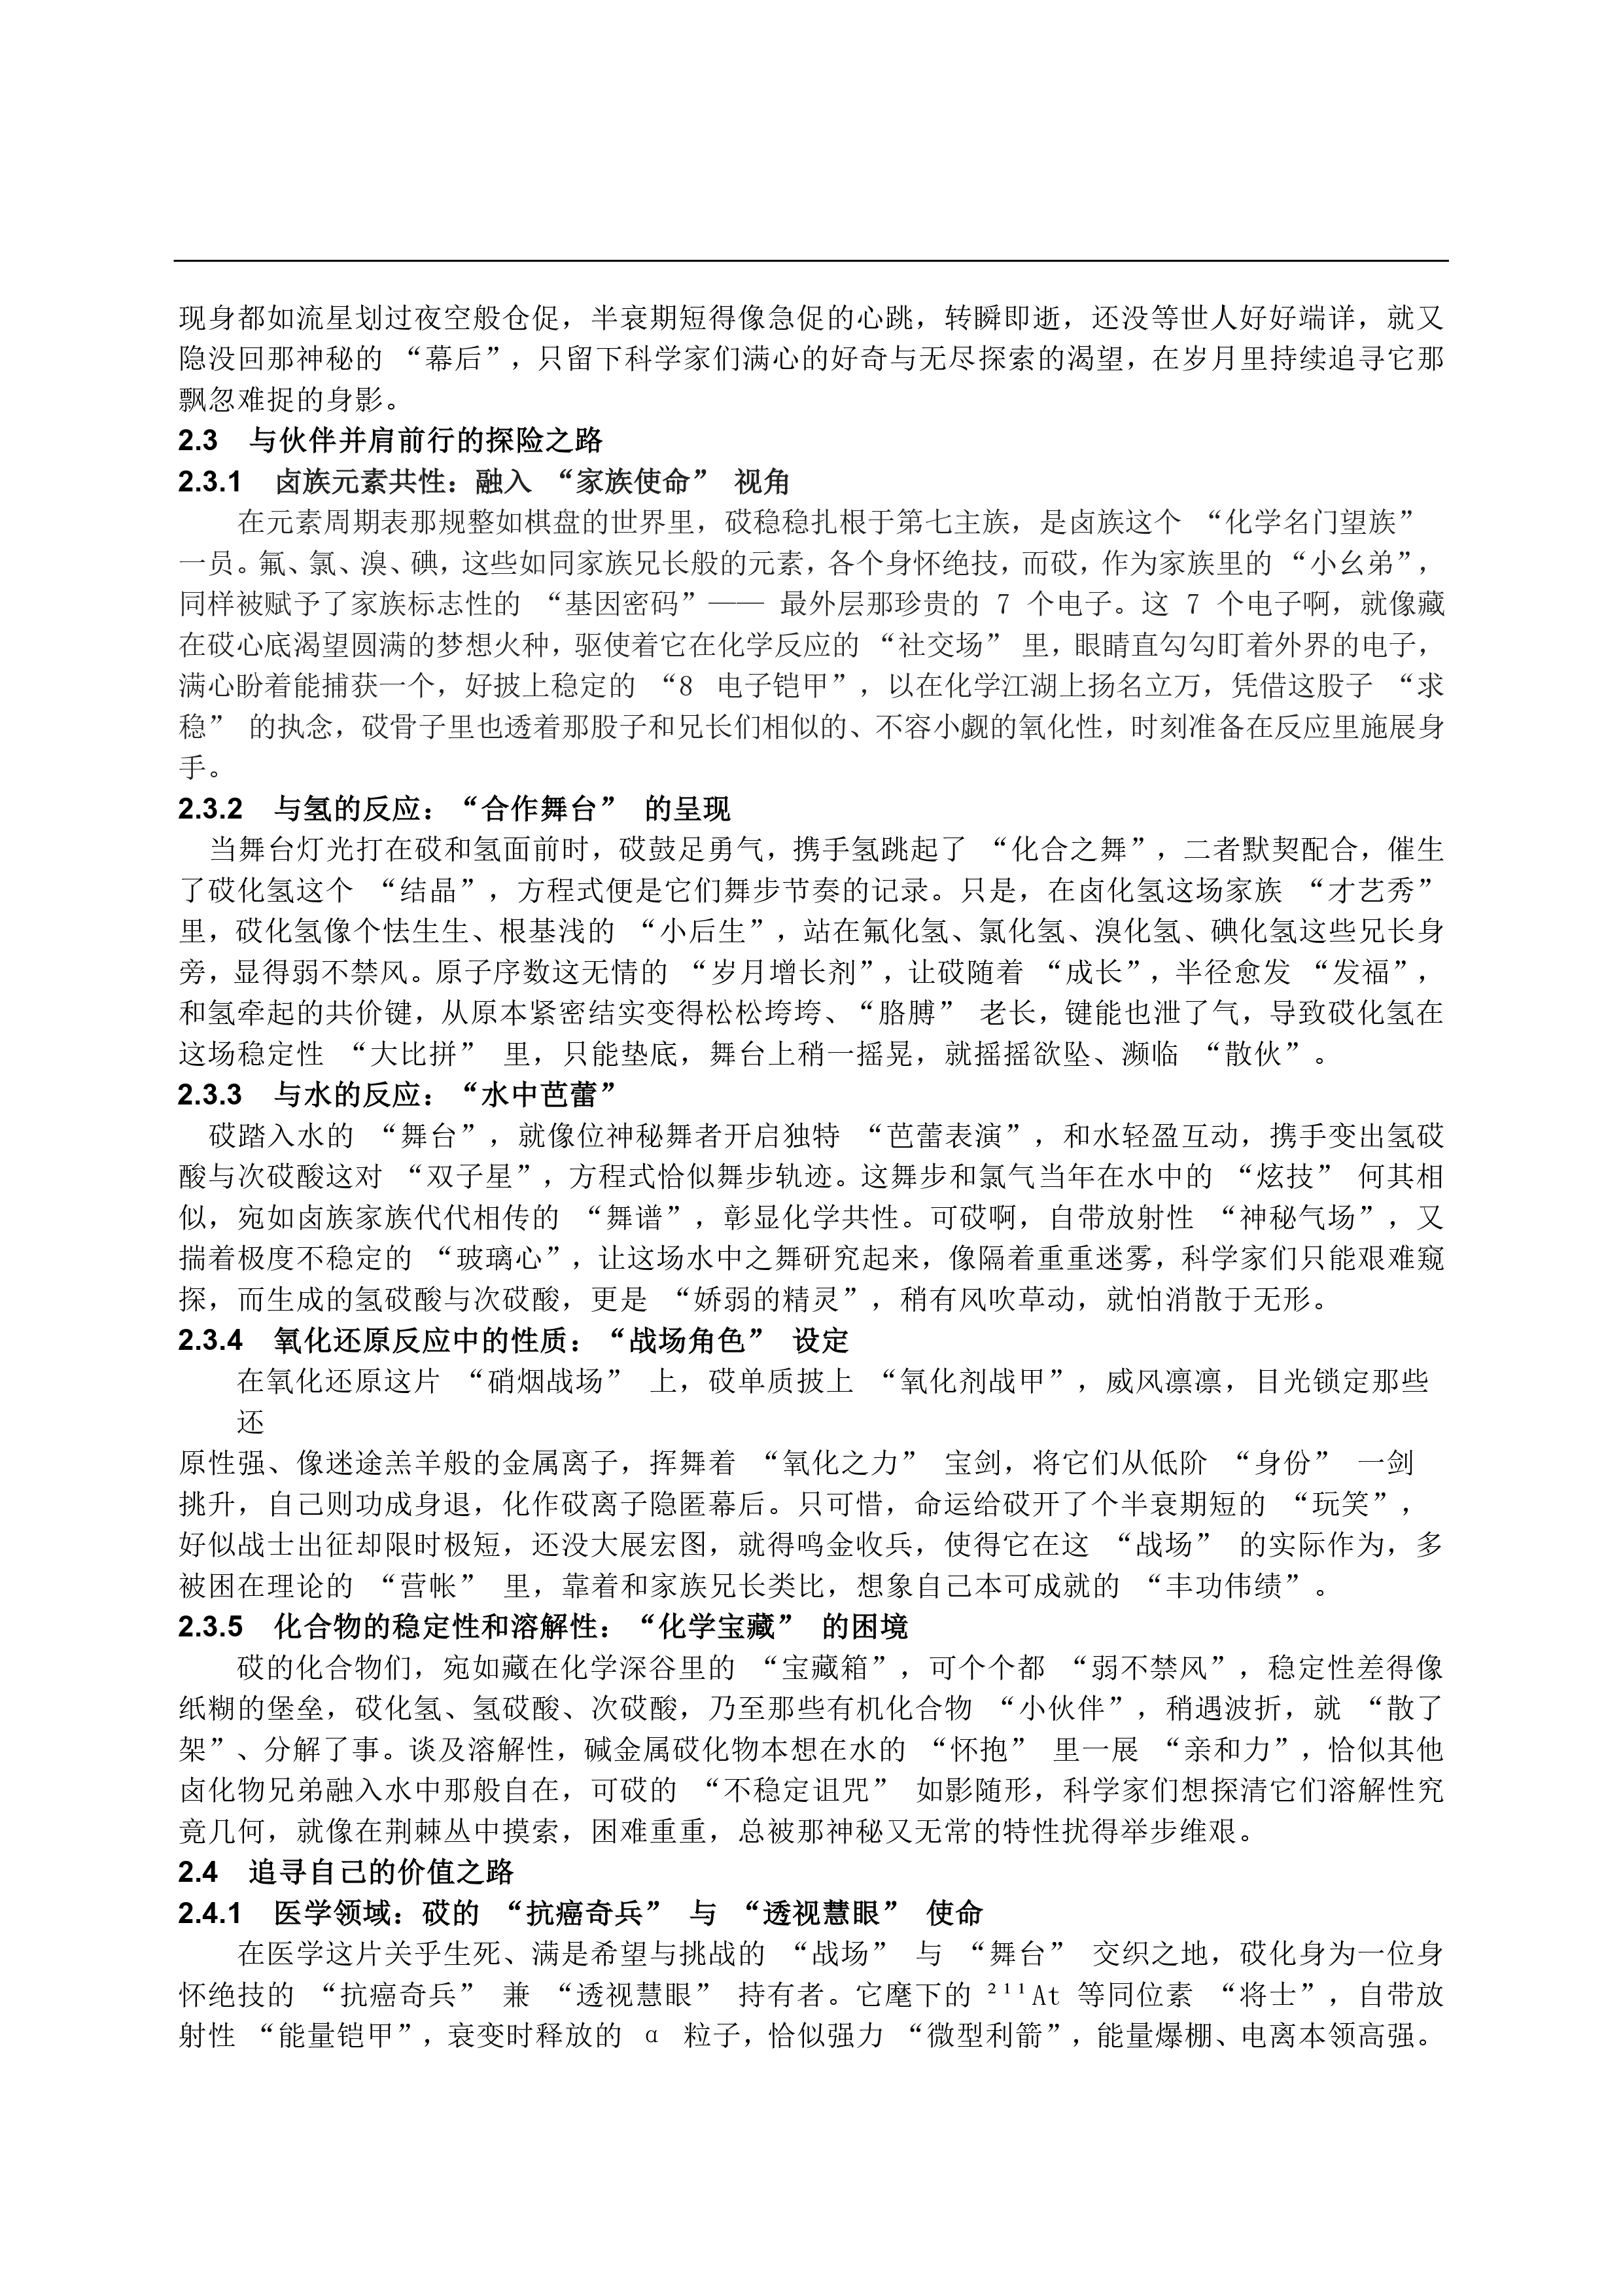 现身都如流星划过夜空般仓促，半衰期短得像急促的心跳，转瞬即逝，还没等世人好好端详，就又
隐没回那神秘的 “幕后”，只留下科学家们满心的好奇与无尽探索的渴望，在岁月里持续追寻它那
飘忽难捉的身影。
2.3 与伙伴并肩前行的探险之路
2.3.1 卤族元素共性：融入 “家族使命” 视角
在元素周期表那规整如棋盘的世界里，砹稳稳扎根于第七主族，是卤族这个 “化学名门望族”
一员。氟、氯、溴、碘，这些如同家族兄长般的元素，各个身怀绝技，而砹，作为家族里的 “小幺弟”，
同样被赋予了家族标志性的 “基因密码”—— 最外层那珍贵的 7 个电子。这 7 个电子啊，就像藏
在砹心底渴望圆满的梦想火种，驱使着它在化学反应的 “社交场” 里，眼睛直勾勾盯着外界的电子，
满心盼着能捕获一个，好披上稳定的 “8 电子铠甲”，以在化学江湖上扬名立万，凭借这股子 “求
稳” 的执念，砹骨子里也透着那股子和兄长们相似的、不容小觑的氧化性，时刻准备在反应里施展身
手。
2.3.2 与氢的反应：“合作舞台” 的呈现
当舞台灯光打在砹和氢面前时，砹鼓足勇气，携手氢跳起了 “化合之舞”，二者默契配合，催生
了砹化氢这个 “结晶”，方程式便是它们舞步节奏的记录。只是，在卤化氢这场家族 “才艺秀”
里，砹化氢像个怯生生、根基浅的 “小后生”，站在氟化氢、氯化氢、溴化氢、碘化氢这些兄长身
旁，显得弱不禁风。原子序数这无情的 “岁月增长剂”，让砹随着 “成长”，半径愈发 “发福”，
和氢牵起的共价键，从原本紧密结实变得松松垮垮、“胳膊” 老长，键能也泄了气，导致砹化氢在
这场稳定性 “大比拼” 里，只能垫底，舞台上稍一摇晃，就摇摇欲坠、濒临 “散伙”。
2.3.3 与水的反应：“水中芭蕾”
砹踏入水的 “舞台”，就像位神秘舞者开启独特 “芭蕾表演”，和水轻盈互动，携手变出氢砹
酸与次砹酸这对 “双子星”，方程式恰似舞步轨迹。这舞步和氯气当年在水中的 “炫技” 何其相
似，宛如卤族家族代代相传的 “舞谱”，彰显化学共性。可砹啊，自带放射性 “神秘气场”，又
揣着极度不稳定的 “玻璃心”，让这场水中之舞研究起来，像隔着重重迷雾，科学家们只能艰难窥
探，而生成的氢砹酸与次砹酸，更是 “娇弱的精灵”，稍有风吹草动，就怕消散于无形。
2.3.4 氧化还原反应中的性质：“战场角色” 设定
在氧化还原这片 “硝烟战场” 上，砹单质披上 “氧化剂战甲”，威风凛凛，目光锁定那些
还
原性强、像迷途羔羊般的金属离子，挥舞着 “氧化之力” 宝剑，将它们从低阶 “身份” 一剑
挑升，自己则功成身退，化作砹离子隐匿幕后。只可惜，命运给砹开了个半衰期短的 “玩笑”，
好似战士出征却限时极短，还没大展宏图，就得鸣金收兵，使得它在这 “战场” 的实际作为，多
被困在理论的 “营帐” 里，靠着和家族兄长类比，想象自己本可成就的 “丰功伟绩”。
2.3.5 化合物的稳定性和溶解性：“化学宝藏” 的困境
砹的化合物们，宛如藏在化学深谷里的 “宝藏箱”，可个个都 “弱不禁风”，稳定性差得像
纸糊的堡垒，砹化氢、氢砹酸、次砹酸，乃至那些有机化合物 “小伙伴”，稍遇波折，就 “散了
架”、分解了事。谈及溶解性，碱金属砹化物本想在水的 “怀抱” 里一展 “亲和力”，恰似其他
卤化物兄弟融入水中那般自在，可砹的 “不稳定诅咒” 如影随形，科学家们想探清它们溶解性究
竟几何，就像在荆棘丛中摸索，困难重重，总被那神秘又无常的特性扰得举步维艰。
2.4 追寻自己的价值之路
2.4.1 医学领域：砹的 “抗癌奇兵” 与 “透视慧眼” 使命
在医学这片关乎生死、满是希望与挑战的 “战场” 与 “舞台” 交织之地，砹化身为一位身
怀绝技的 “抗癌奇兵” 兼 “透视慧眼” 持有者。它麾下的 ²¹¹At 等同位素 “将士”，自带放
射性 “能量铠甲”，衰变时释放的 α 粒子，恰似强力 “微型利箭”，能量爆棚、电离本领高强。